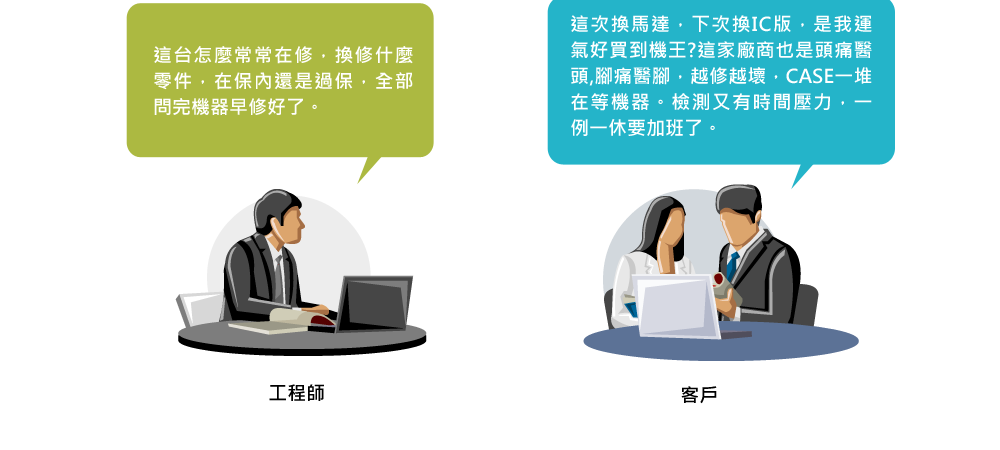 這台怎麼常常在修，換修什麼
零件，在保內還是過保，全部
問完機器早修好了。
工程師
這次換馬達，下次換IC版，是我運
氣好買到機王?這家廠商也是頭痛醫
頭,腳痛醫腳，越修越壞，CASE一堆
在等機器。檢測又有時間壓力，一
例一休要加班了。
客戶